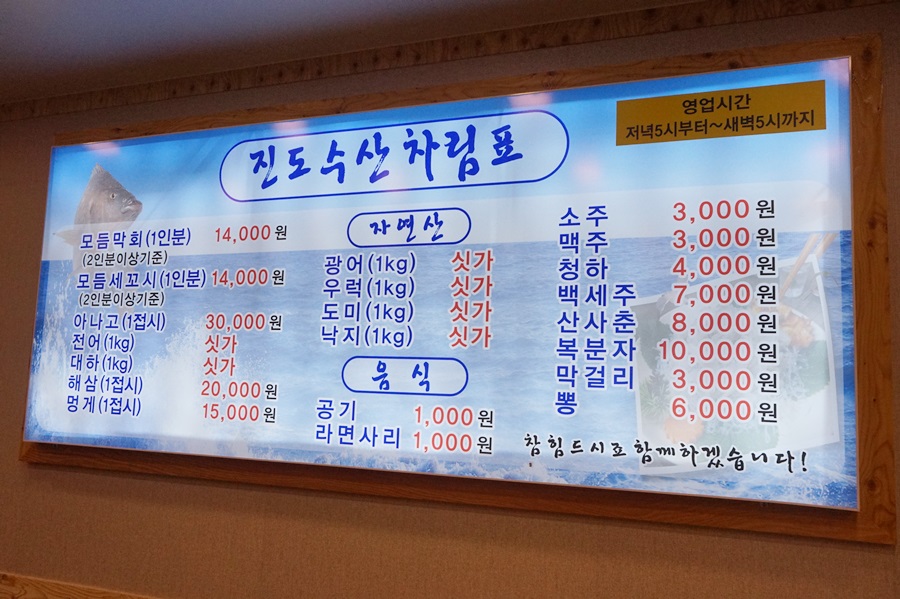 진도수산차림표
영업시간
저녁5시부터~새벽5시까지
모듬막회(1인분) 14,000원
(2인분이상기준)
모듬세꼬시(1인분) 14,000원
(2인분이상기준)
아나고(1접시) 30,000원
전어(1kg) 싯가
대하(1kg) 싯가
해삼(1접시) 20,000원
멍게(1접시) 15,000원
자연산
광어(1kg) 싯가
우럭(1kg) 싯가
도미(1kg) 싯가
낙지(1kg) 싯가
음식
공기 1,000원
라면사리 1,000원
소주 3,000원
맥주 3,000원
청하 4,000원
백세주 7,000원
산사춘 8,000원
복분자 10,000원
막걸리 3,000원
뽕 6,000원
참힘드시죠함께하겠습니다!